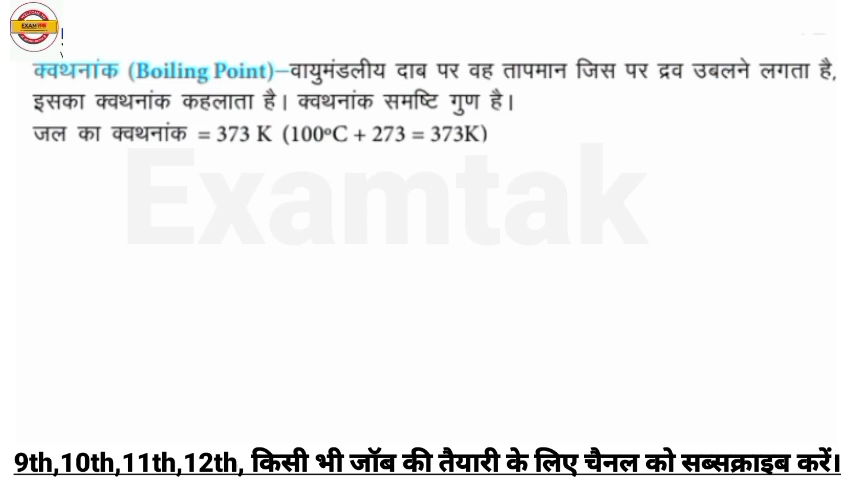 EXAMतक
क्वथनांक (Boiling Point)–वायुमंडलीय दाब पर वह तापमान जिस पर द्रव उबलने लगता है,
इसका क्वथनांक कहलाता है। क्वथनांक समष्टि गुण है।
जल का क्वथनांक = 373 K (100°C + 273 = 373K)
Examtak
9th,10th,11th,12th, किसी भी जॉब की तैयारी के लिए चैनल को सब्सक्राइब करें।